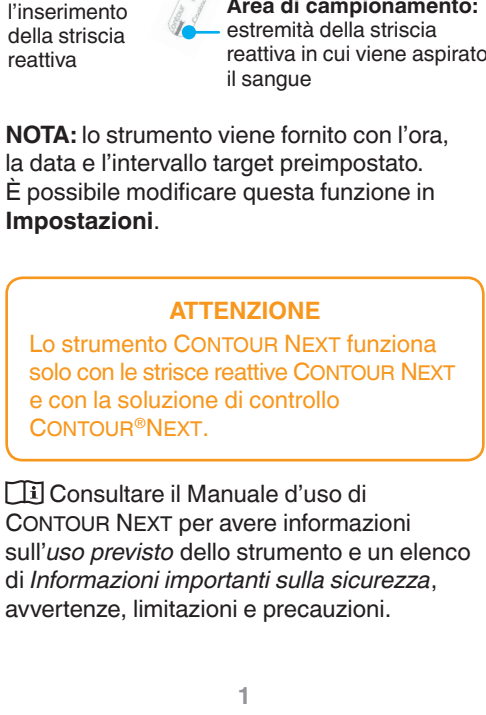 l'inserimento
della striscia
reattiva
Area di campionamento:
estremità della striscia
reattiva in cui viene aspirato
il sangue
NOTA: lo strumento viene fornito con l'ora,
la data e l'intervallo target preimpostato.
È possibile modificare questa funzione in
Impostazioni.
ATTENZIONE
Lo strumento CONTOUR NEXT funziona
solo con le strisce reattive CONTOUR NEXT
e con la soluzione di controllo
CONTOUR®NEXT.
Consultare il Manuale d'uso di
CONTOUR NEXT per avere informazioni
sull'uso previsto dello strumento e un elenco
di Informazioni importanti sulla sicurezza,
avvertenze, limitazioni e precauzioni.
1